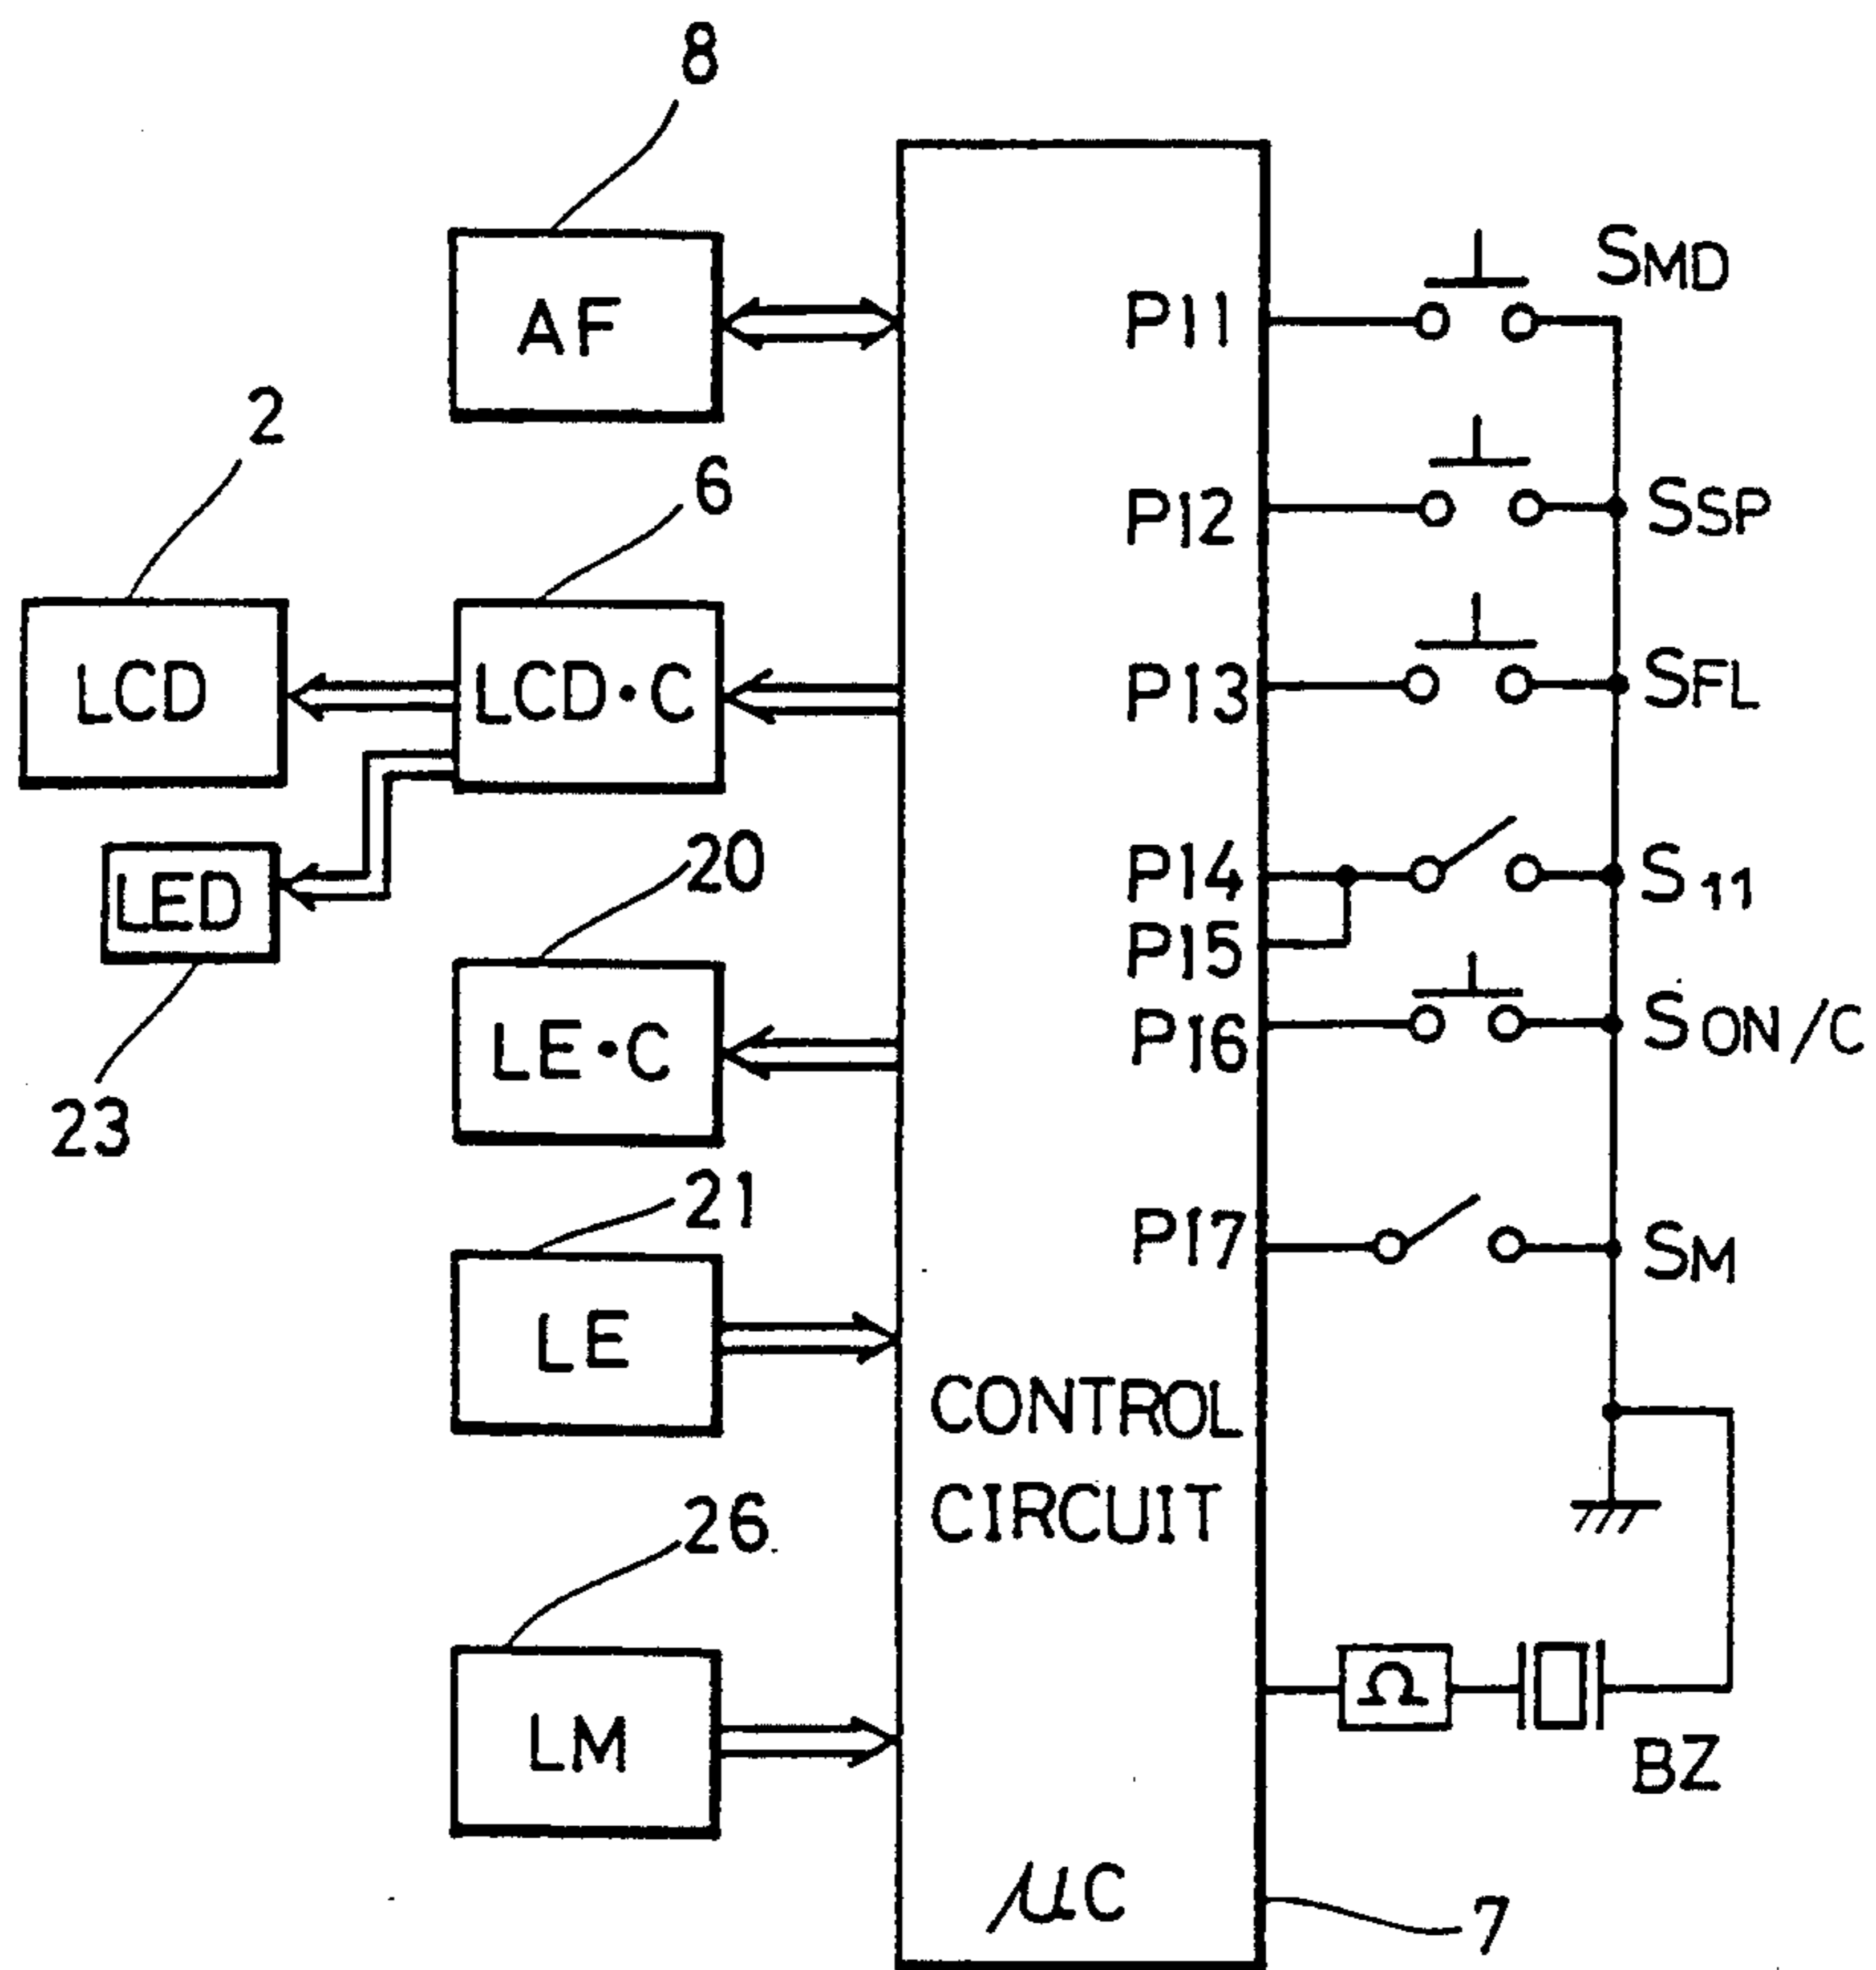 8
AF
2
6
LCD
LCD•C
LED
23
20
LE•C
21
LE
26
LM
P11
SMD
P12
SSP
P13
SFL
P14
S11
P15
P16
SON/C
P17
SM
CONTROL
CIRCUIT
Ω
BZ
μC
7